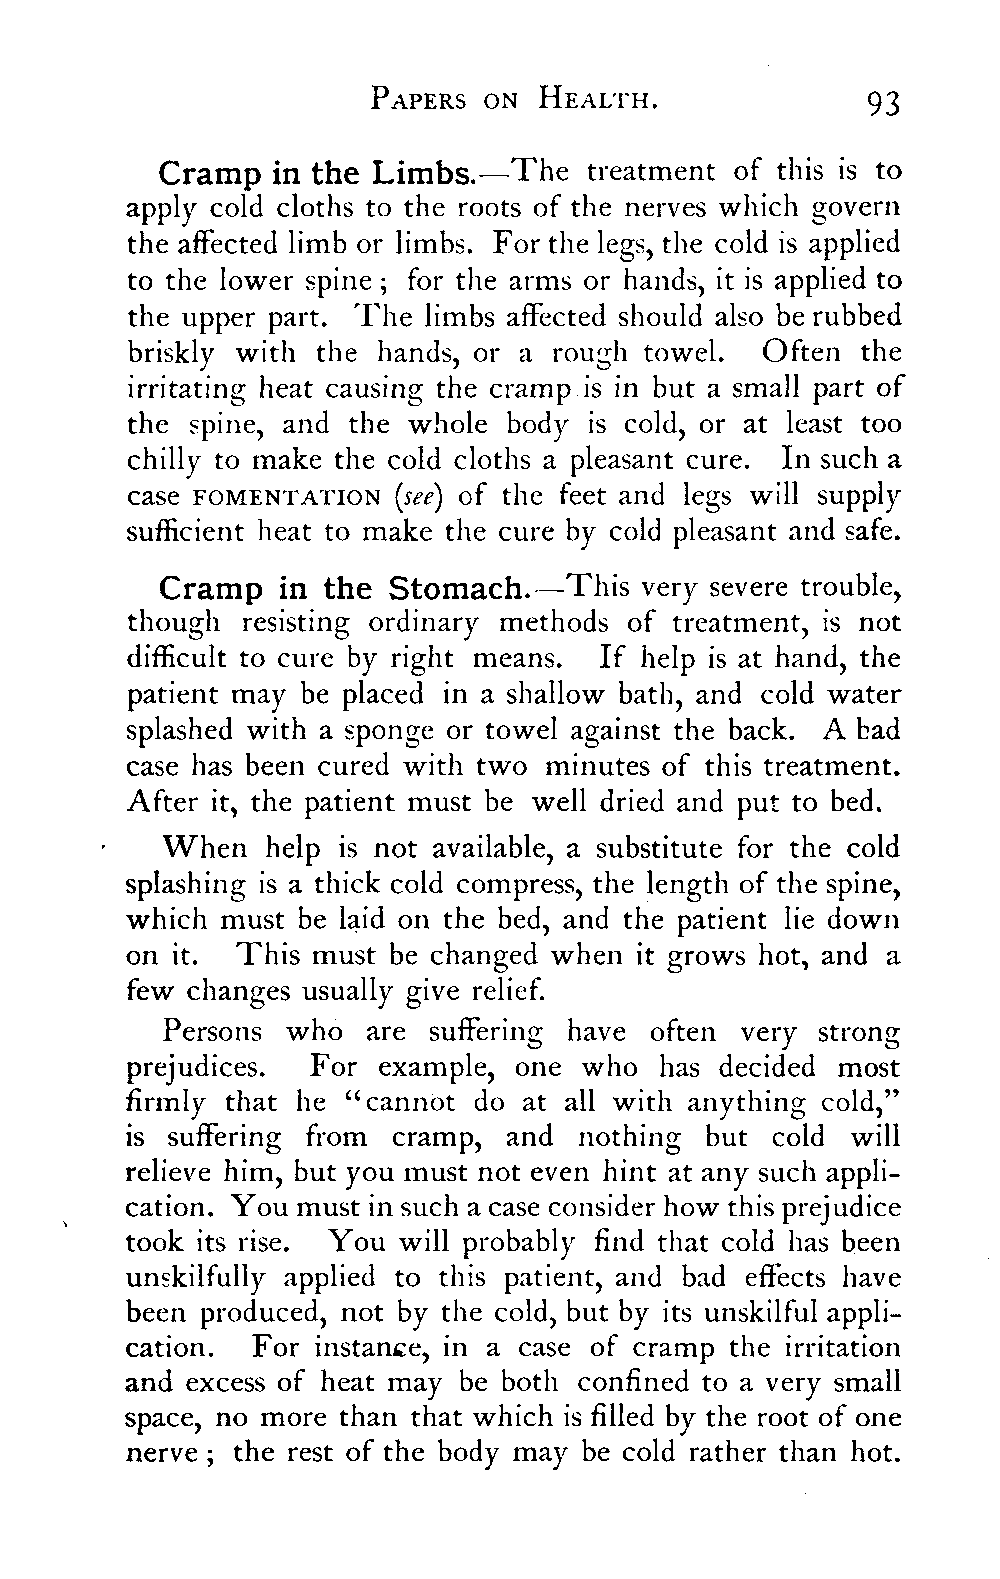 PAPERS ON HEALTH. 93
Cramp in the Limbs.—The treatment of this is to
apply cold cloths to the roots of the nerves which govern
the affected limb or limbs. For the legs, the cold is applied
to the lower spine; for the arms or hands, it is applied to
the upper part. The limbs affected should also be rubbed
briskly with the hands, or a rough towel. Often the
irritating heat causing the cramp is in but a small part of
the spine, and the whole body is cold, or at least too
chilly to make the cold cloths a pleasant cure. In such a
case FOMENTATION (see) of the feet and legs will supply
sufficient heat to make the cure by cold pleasant and safe.
Cramp in the Stomach.—This very severe trouble,
though resisting ordinary methods of treatment, is not
difficult to cure by right means. If help is at hand, the
patient may be placed in a shallow bath, and cold water
splashed with a sponge or towel against the back. A bad
case has been cured with two minutes of this treatment.
After it, the patient must be well dried and put to bed.
When help is not available, a substitute for the cold
splashing is a thick cold compress, the length of the spine,
which must be laid on the bed, and the patient lie down
on it. This must be changed when it grows hot, and a
few changes usually give relief.
Persons who are suffering have often very strong
prejudices. For example, one who has decided most
firmly that he "cannot do at all with anything cold,"
is suffering from cramp, and nothing but cold will
relieve him, but you must not even hint at any such appli-
cation. You must in such a case consider how this prejudice
took its rise. You will probably find that cold has been
unskilfully applied to this patient, and bad effects have
been produced, not by the cold, but by its unskilful appli-
cation. For instance, in a case of cramp the irritation
and excess of heat may be both confined to a very small
space, no more than that which is filled by the root of one
nerve; the rest of the body may be cold rather than hot.